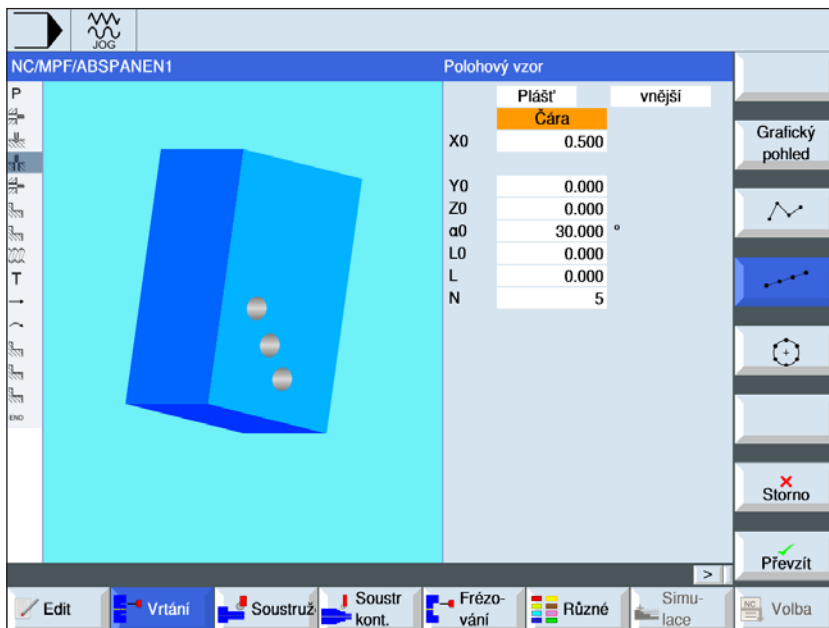 JOG
NC/MPF/ABSPANEN1
Polohový vzor
P
T
END
Plášť vnější
Čára
X0 0.500
Y0 0.000
Z0 0.000
α0 30.000 °
L0 0.000
L 0.000
N 5
Grafický
pohled
Storno
Převzít
>
Edit
Vrtání
Soustruž
Soustr
kont.
Frézo-
vání
Různé
Simu-
lace
NC
Volba